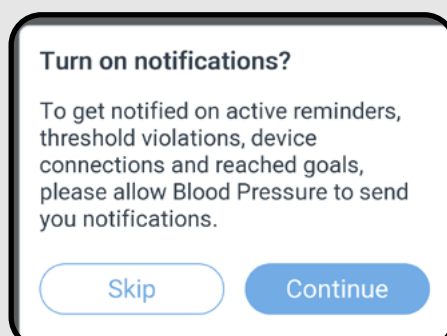 Turn on notifications?
To get notified on active reminders,
threshold violations, device
connections and reached goals,
please allow Blood Pressure to send
you notifications.
Skip
Continue